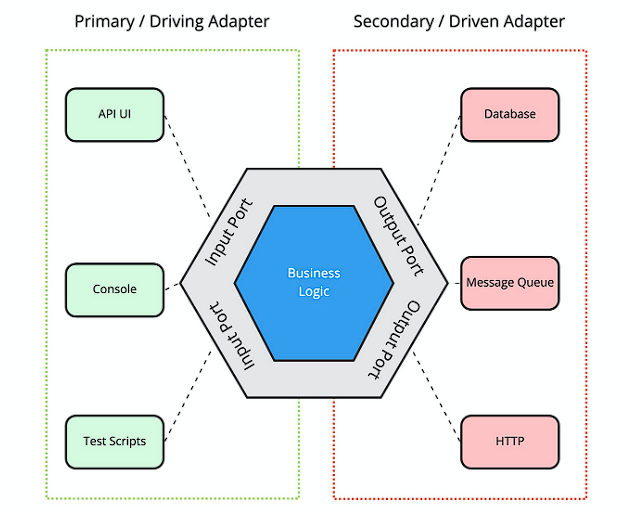 Primary / Driving Adapter
Secondary / Driven Adapter
API UI
Database
Input Port
Output Port
Business
Logic
Console
Message Queue
Input Port
Output Port
Test Scripts
HTTP